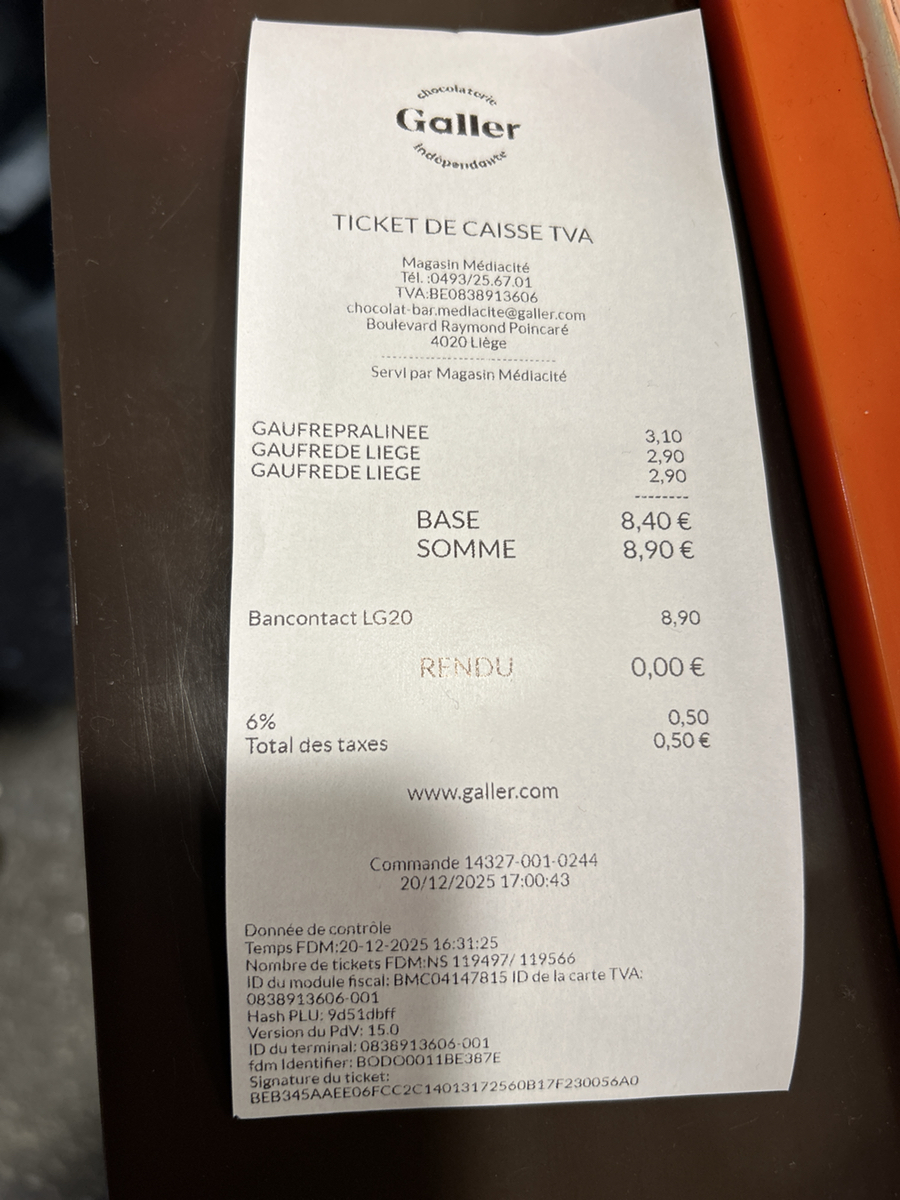 chocolaterie
Galler
indépendante
TICKET DE CAISSE TVA
Magasin Médiacité
Tél. :0493/25.67.01
TVA:BE0838913606
chocolat-bar.mediacite@galler.com
Boulevard Raymond Poincaré
4020 Liège
--------------------------------
Servi par Magasin Médiacité
GAUFREPRALINEE 3,10
GAUFREDE LIEGE 2,90
GAUFREDE LIEGE 2,90
--------
BASE 8,40 €
SOMME 8,90 €
Bancontact LG20 8,90
RENDU 0,00 €
6% 0,50
Total des taxes 0,50 €
www.galler.com
Commande 14327-001-0244
20/12/2025 17:00:43
Donnée de contrôle
Temps FDM:20-12-2025 16:31:25
Nombre de tickets FDM:NS 119497/ 119566
ID du module fiscal: BMC04147815 ID de la carte TVA:
0838913606-001
Hash PLU: 9d51dbff
Version du PdV: 15.0
ID du terminal: 0838913606-001
fdm Identifier: BODO0011BE387E
Signature du ticket:
BEB345AAEE06FCC2C14013172560B17F230056A0